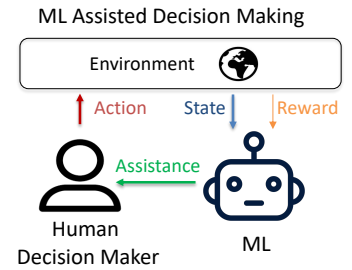 ML Assisted Decision Making
Environment
Action
State
Reward
Assistance
Human
Decision Maker
ML